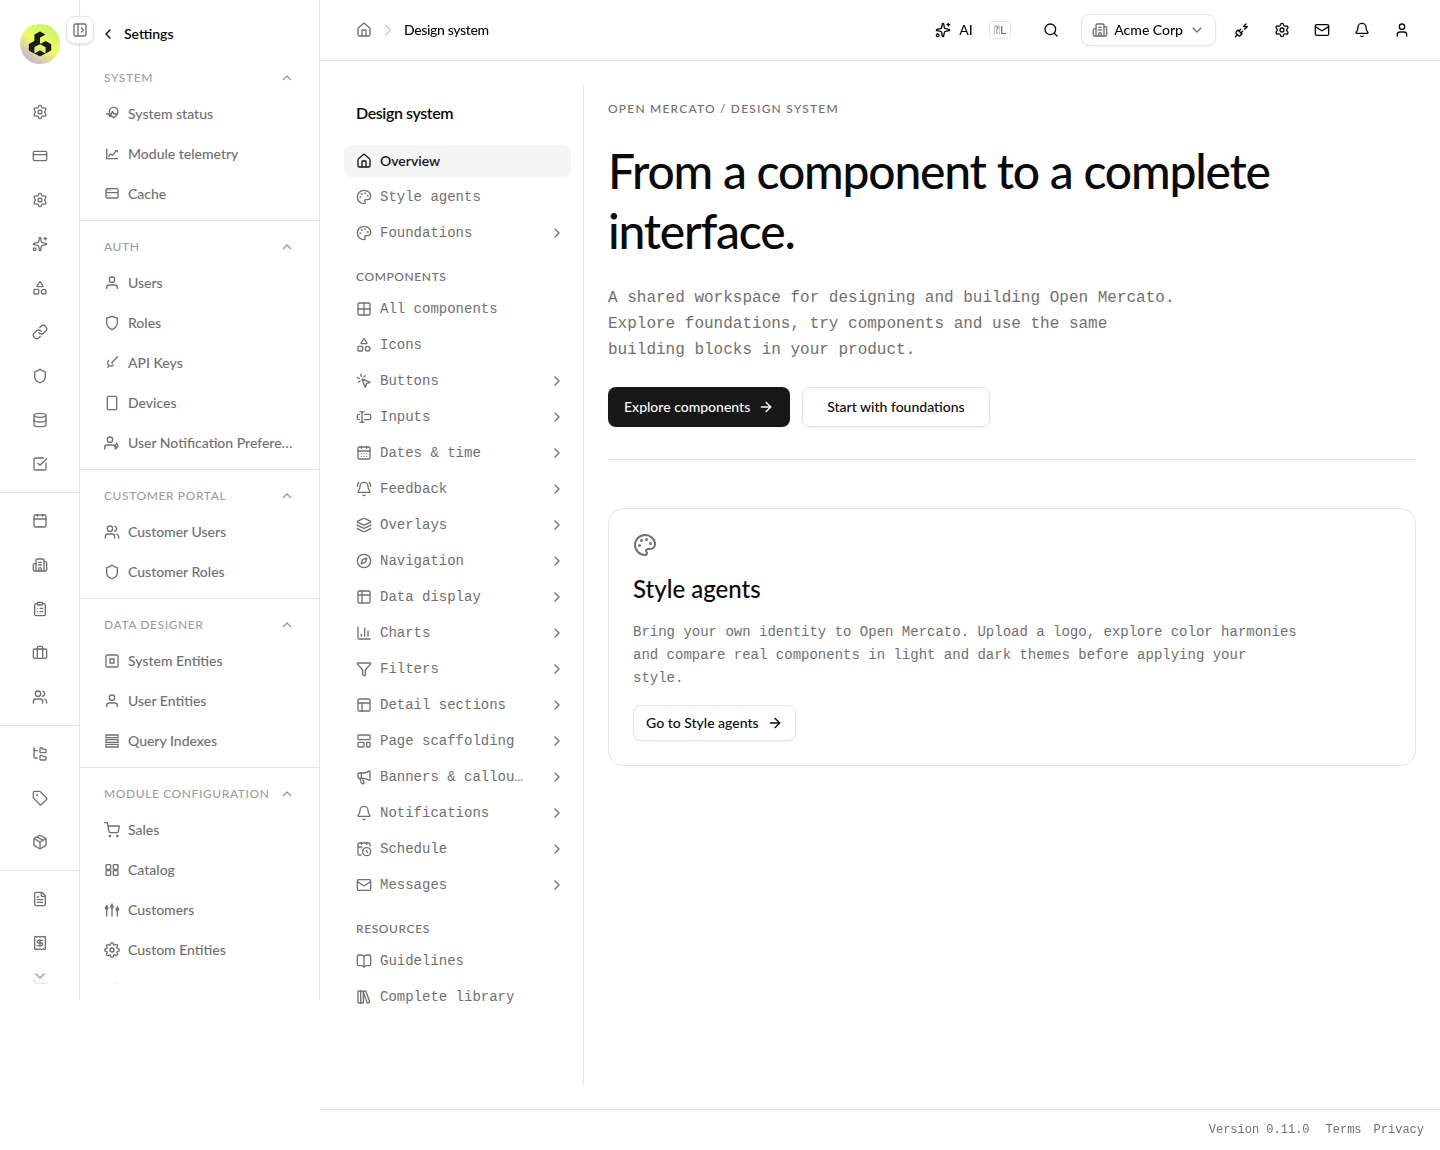 Settings
SYSTEM
System status
Module telemetry
Cache
AUTH
Users
Roles
API Keys
Devices
User Notification Prefere...
CUSTOMER PORTAL
Customer Users
Customer Roles
DATA DESIGNER
System Entities
User Entities
Query Indexes
MODULE CONFIGURATION
Sales
Catalog
Customers
Custom Entities
Design system
AI
L
Acme Corp
Design system
Overview
Style agents
Foundations
COMPONENTS
All components
Icons
Buttons
Inputs
Dates & time
Feedback
Overlays
Navigation
Data display
Charts
Filters
Detail sections
Page scaffolding
Banners & callou…
Notifications
Schedule
Messages
RESOURCES
Guidelines
Complete library
OPEN MERCATO / DESIGN SYSTEM
From a component to a complete
interface.
A shared workspace for designing and building Open Mercato.
Explore foundations, try components and use the same
building blocks in your product.
Explore components
Start with foundations
Style agents
Bring your own identity to Open Mercato. Upload a logo, explore color harmonies
and compare real components in light and dark themes before applying your
style.
Go to Style agents
Version 0.11.0 Terms Privacy